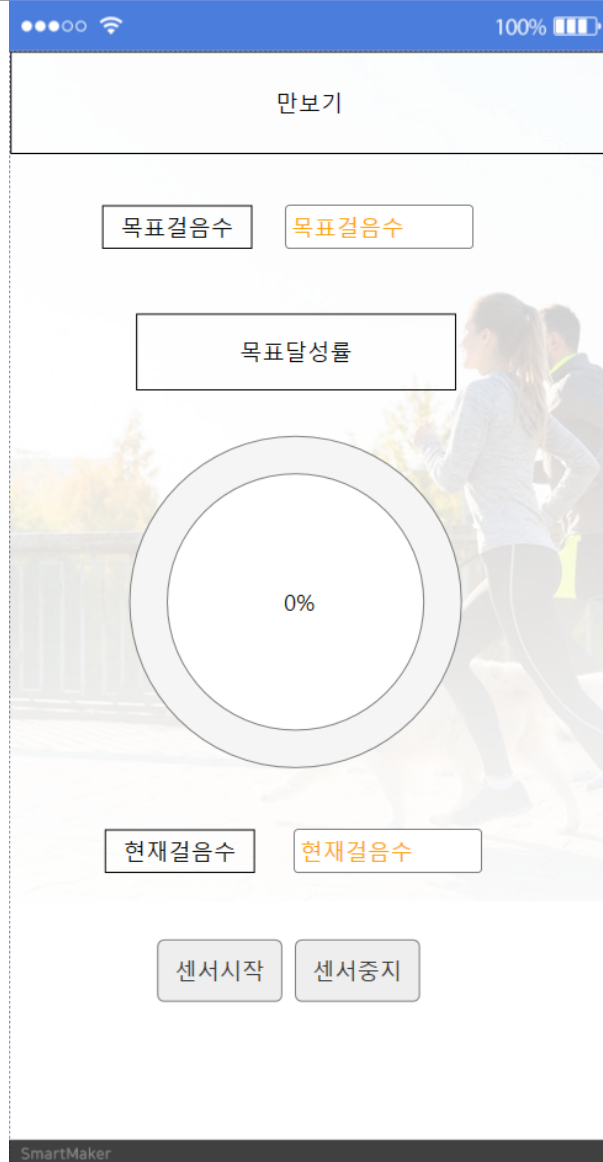 100%
만보기
목표걸음수 목표걸음수
목표달성률
0%
현재걸음수 현재걸음수
센서시작 센서중지
SmartMaker